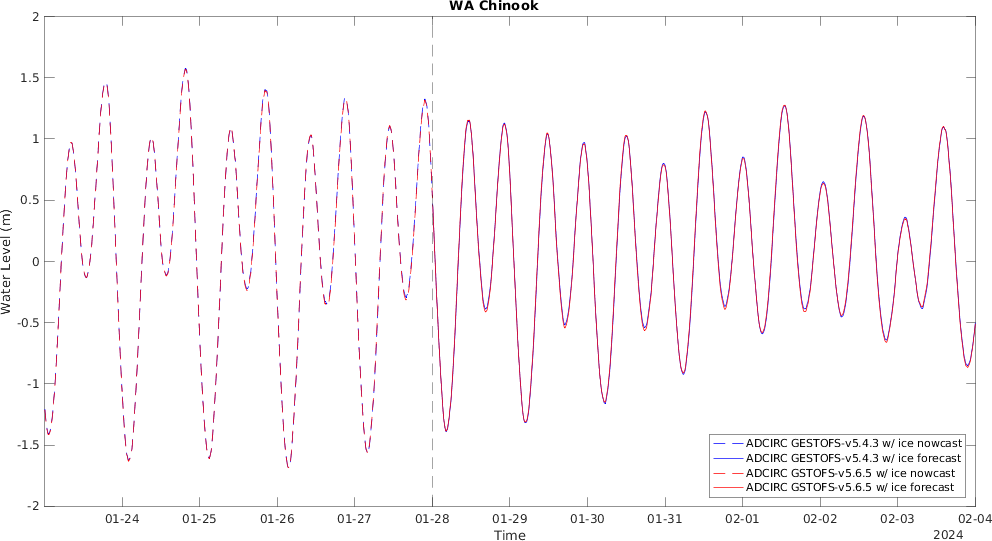 WA Chinook
2
1.5
1
0.5
0
-0.5
-1
-1.5
-2
Water Level (m)
01-24 01-25 01-26 01-27 01-28 01-29 01-30 01-31 02-01 02-02 02-03 02-04
Time
2024
ADCIRC GESTOFS-v5.4.3 w/ ice nowcast
ADCIRC GESTOFS-v5.4.3 w/ ice forecast
ADCIRC GSTOFS-v5.6.5 w/ ice nowcast
ADCIRC GSTOFS-v5.6.5 w/ ice forecast